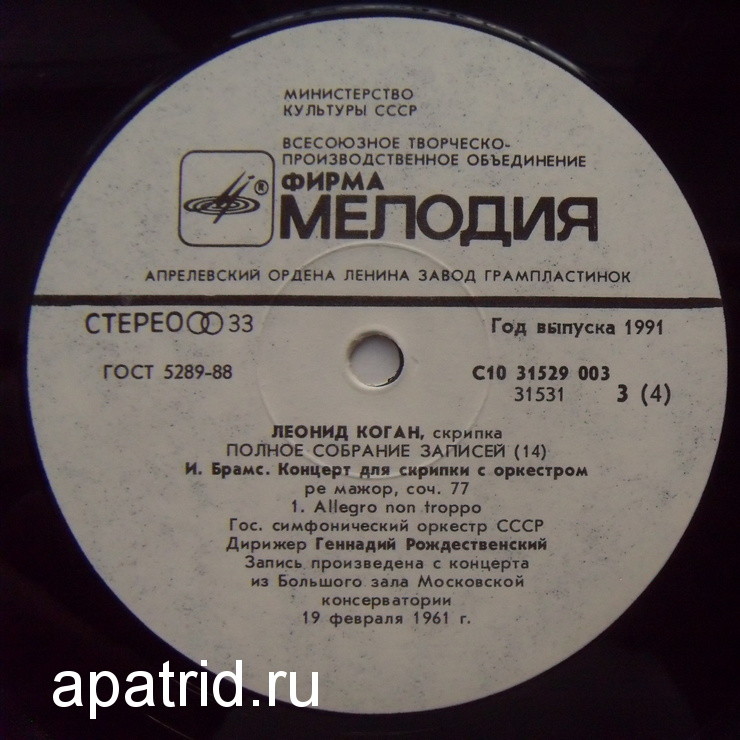 МИНИСТЕРСТВО
КУЛЬТУРЫ СССР
ВСЕСОЮЗНОЕ ТВОРЧЕСКО-
ПРОИЗВОДСТВЕННОЕ ОБЪЕДИНЕНИЕ
®
ФИРМА
МЕЛОДИЯ
АПРЕЛЕВСКИЙ ОРДЕНА ЛЕНИНА ЗАВОД ГРАМПЛАСТИНОК
СТЕРЕО 33
Год выпуска 1991
ГОСТ 5289-88
С10 31529 003
31531 3 (4)
ЛЕОНИД КОГАН, скрипка
ПОЛНОЕ СОБРАНИЕ ЗАПИСЕЙ (14)
И. Брамс. Концерт для скрипки с оркестром
ре мажор, соч. 77
1. Allegro non troppo
Гос. симфонический оркестр СССР
Дирижер Геннадий Рождественский
Запись произведена с концерта
из Большого зала Московской
консерватории
19 февраля 1961 г.
apatrid.ru